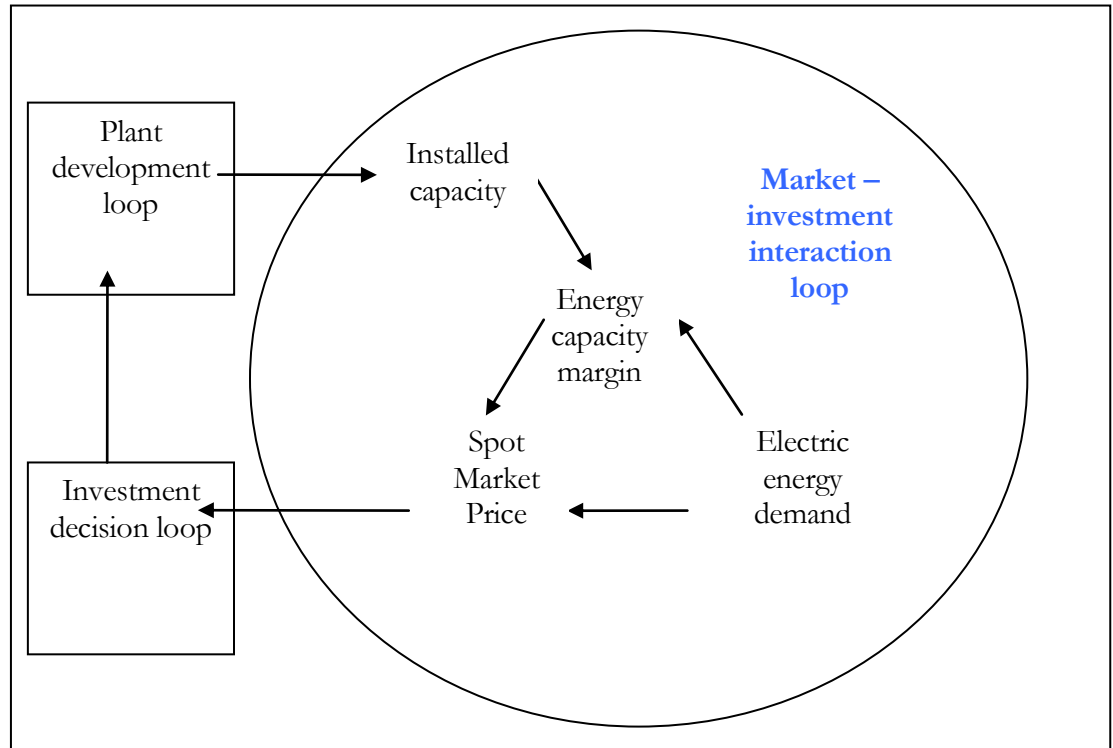 Plant
development
loop
Installed
capacity
Market –
investment
interaction
loop
Energy
capacity
margin
Spot
Market
Price
Electric
energy
demand
Investment
decision loop